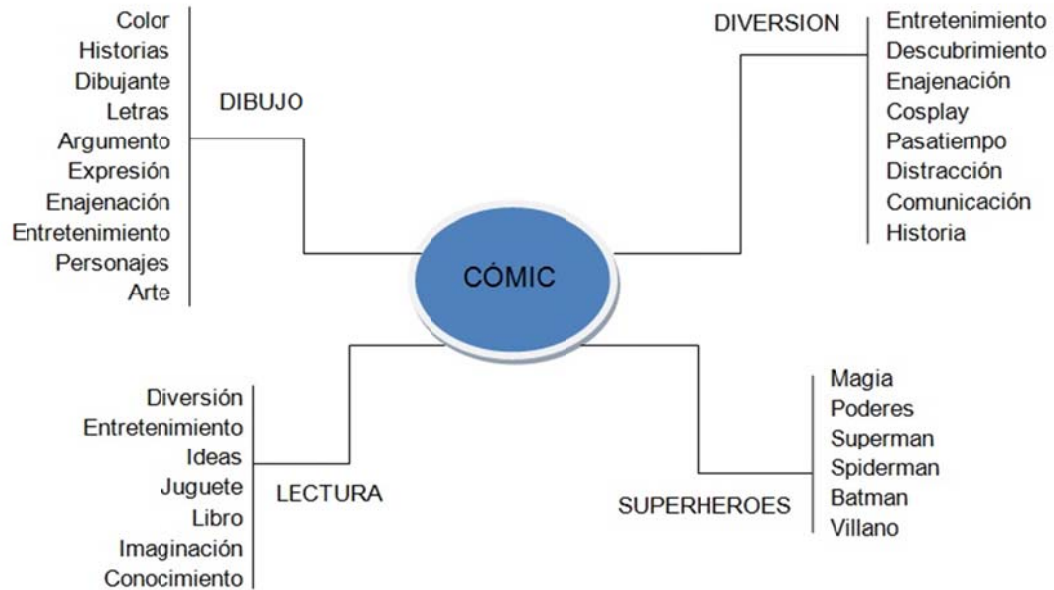 Color
Historias
Dibujante
Letras
Argumento
Expresión
Enajenación
Entretenimiento
Personajes
Arte
DIBUJO
DIVERSION
Entretenimiento
Descubrimiento
Enajenación
Cosplay
Pasatiempo
Distracción
Comunicación
Historia
CÓMIC
Diversión
Entretenimiento
Ideas
Juguete
Libro
Imaginación
Conocimiento
LECTURA
SUPERHEROES
Magia
Poderes
Superman
Spiderman
Batman
Villano